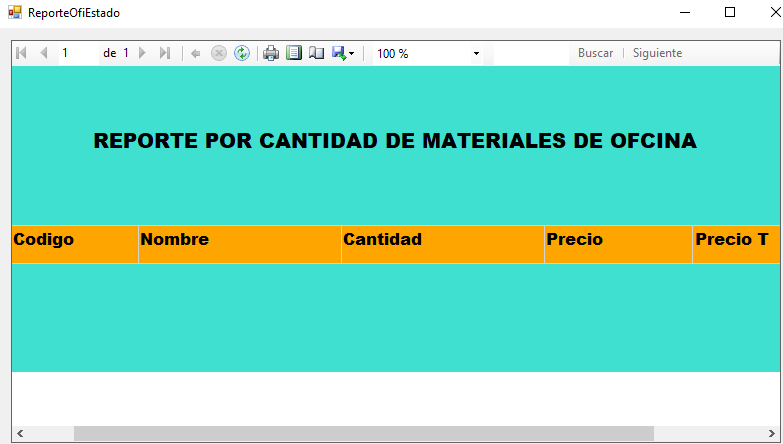 ReporteOfiEstado
1 de 1 100 % Buscar | Siguiente
REPORTE POR CANTIDAD DE MATERIALES DE OFCINA
Codigo Nombre Cantidad Precio Precio T